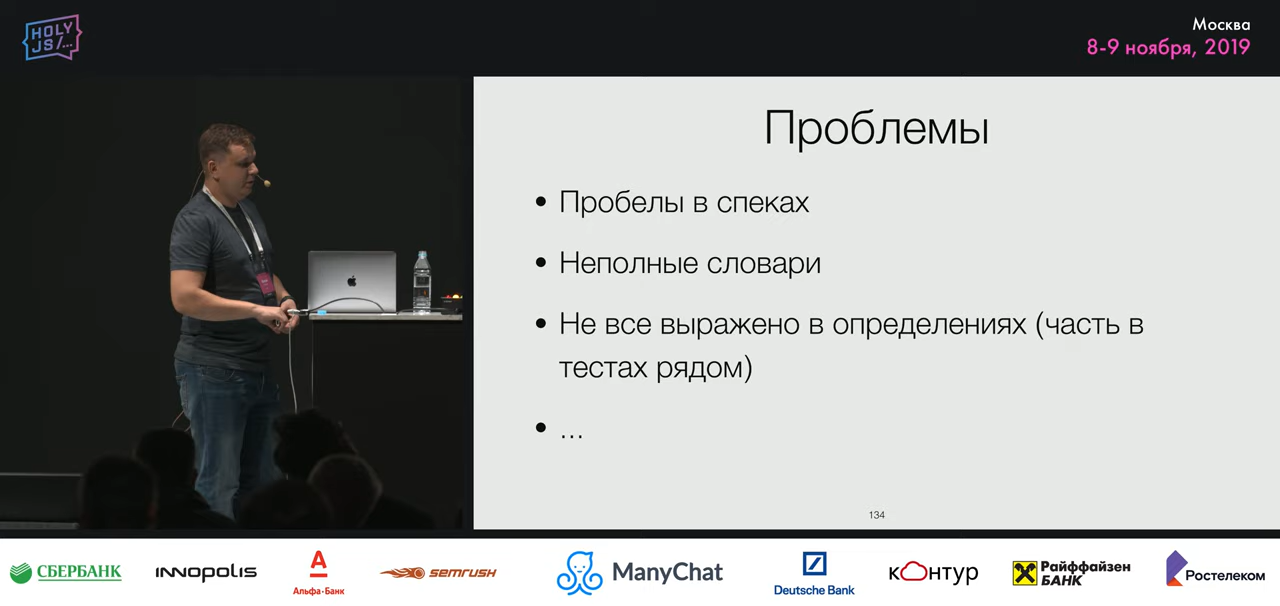 HOLY
JS/...
Москва
8-9 ноября, 2019
Проблемы
• Пробелы в спеках
• Неполные словари
• Не все выражено в определениях (часть в
тестах рядом)
• ...
134
СБЕРБАНК
INNOPOLIS
А
Альфа·Банк
semrush
ManyChat
Deutsche Bank
кОнтур
Райффайзен
БАНК
Ростелеком